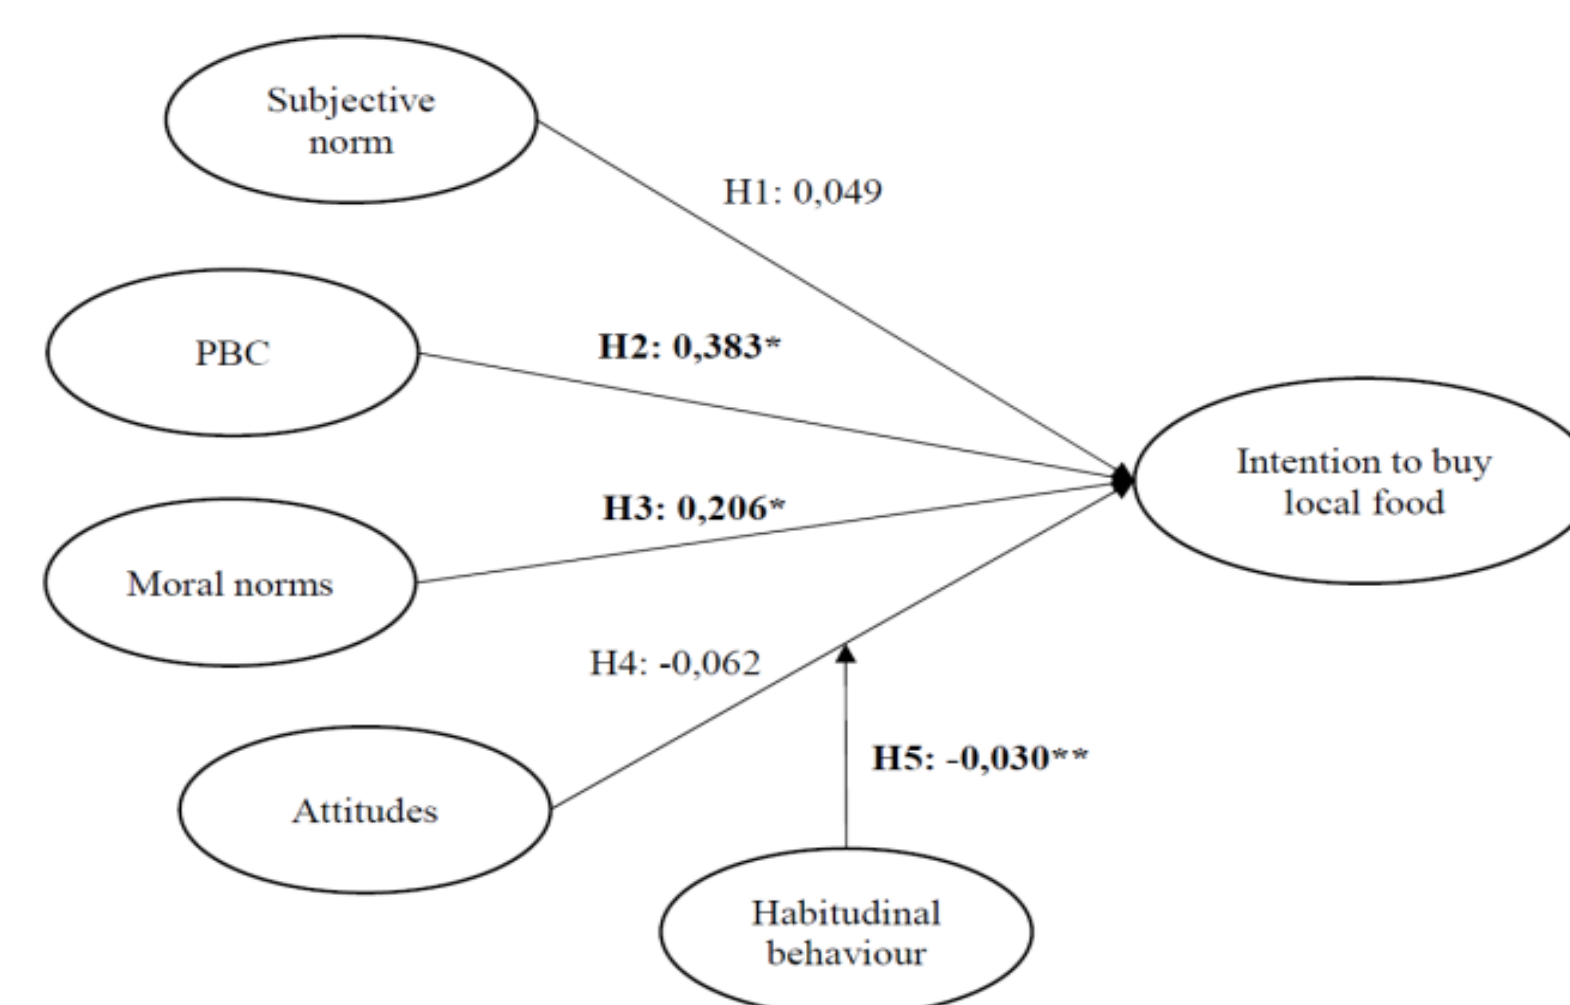 Subjective
norm
H1: 0,049
H2: 0,383*
PBC
Intention to buy
local food
H3: 0,206*
Moral norms
H4: -0,062
H5: -0,030**
Attitudes
Habitudinal
behaviour